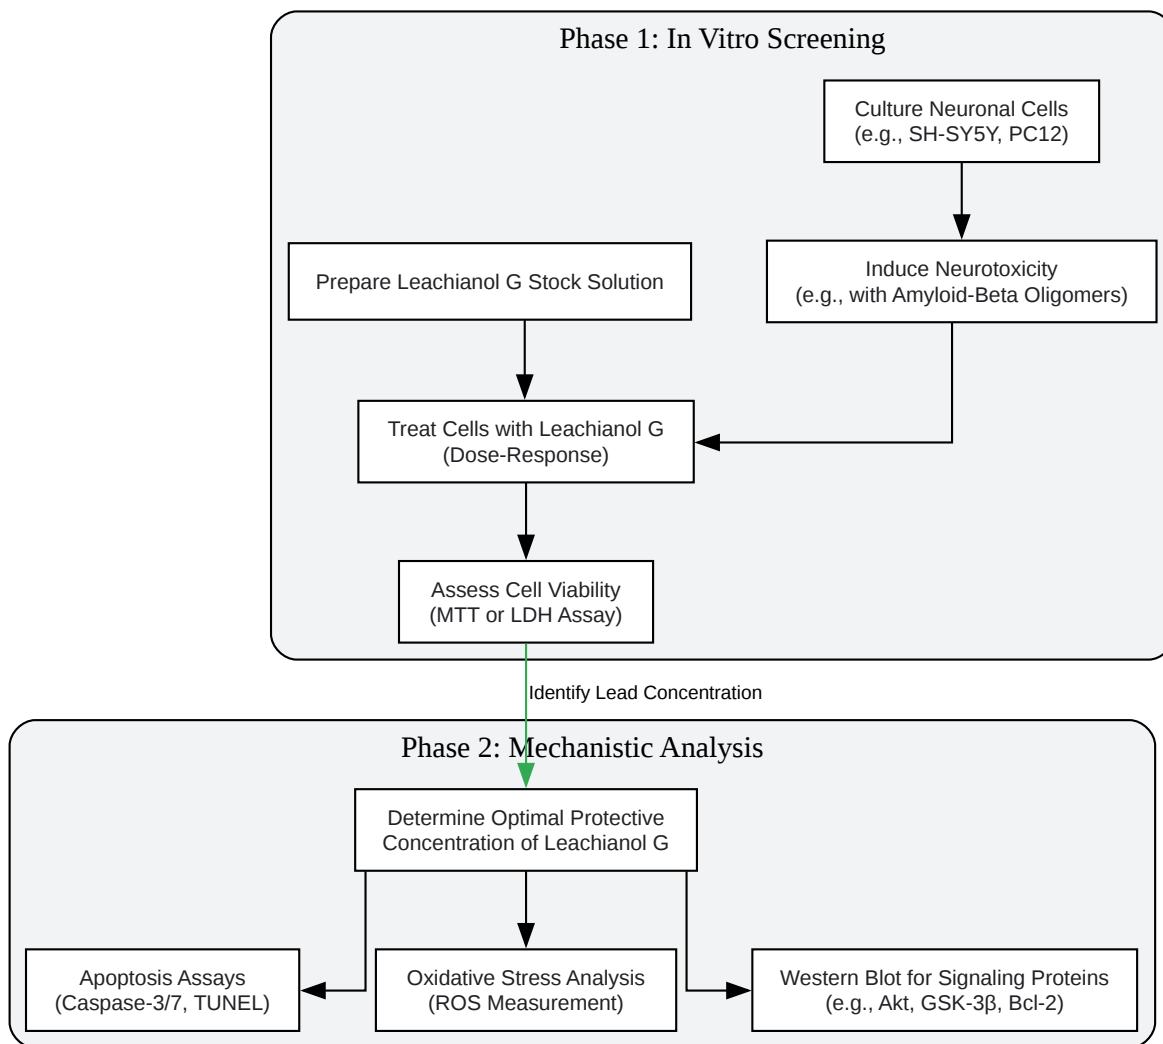 Phase 1: In Vitro Screening
Culture Neuronal Cells
(e.g., SH-SY5Y, PC12)
Prepare Leachianol G Stock Solution
Induce Neurotoxicity
(e.g., with Amyloid-Beta Oligomers)
Treat Cells with Leachianol G
(Dose-Response)
Assess Cell Viability
(MTT or LDH Assay)
Identify Lead Concentration
Phase 2: Mechanistic Analysis
Determine Optimal Protective
Concentration of Leachianol G
Apoptosis Assays
(Caspase-3/7, TUNEL)
Oxidative Stress Analysis
(ROS Measurement)
Western Blot for Signaling Proteins
(e.g., Akt, GSK-3β, Bcl-2)